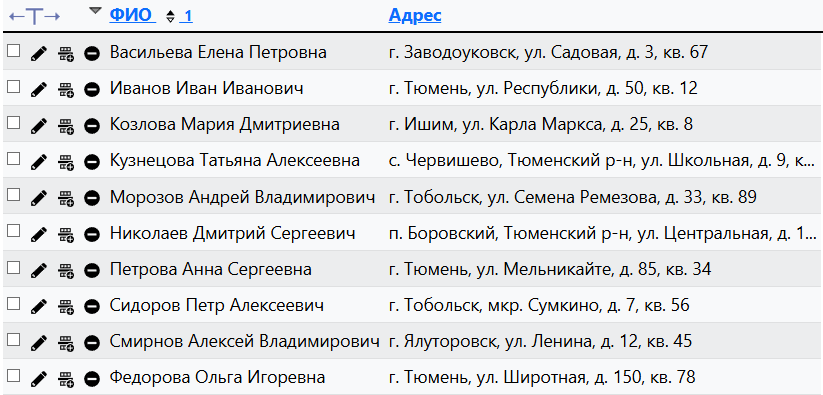 ФИО 1 Адрес
Васильева Елена Петровна г. Заводоуковск, ул. Садовая, д. 3, кв. 67
Иванов Иван Иванович г. Тюмень, ул. Республики, д. 50, кв. 12
Козлова Мария Дмитриевна г. Ишим, ул. Карла Маркса, д. 25, кв. 8
Кузнецова Татьяна Алексеевна с. Червишево, Тюменский р-н, ул. Школьная, д. 9, к...
Морозов Андрей Владимирович г. Тобольск, ул. Семена Ремезова, д. 33, кв. 89
Николаев Дмитрий Сергеевич п. Боровский, Тюменский р-н, ул. Центральная, д. 1...
Петрова Анна Сергеевна г. Тюмень, ул. Мельникайте, д. 85, кв. 34
Сидоров Петр Алексеевич г. Тобольск, мкр. Сумкино, д. 7, кв. 56
Смирнов Алексей Владимирович г. Ялуторовск, ул. Ленина, д. 12, кв. 45
Федорова Ольга Игоревна г. Тюмень, ул. Широтная, д. 150, кв. 78